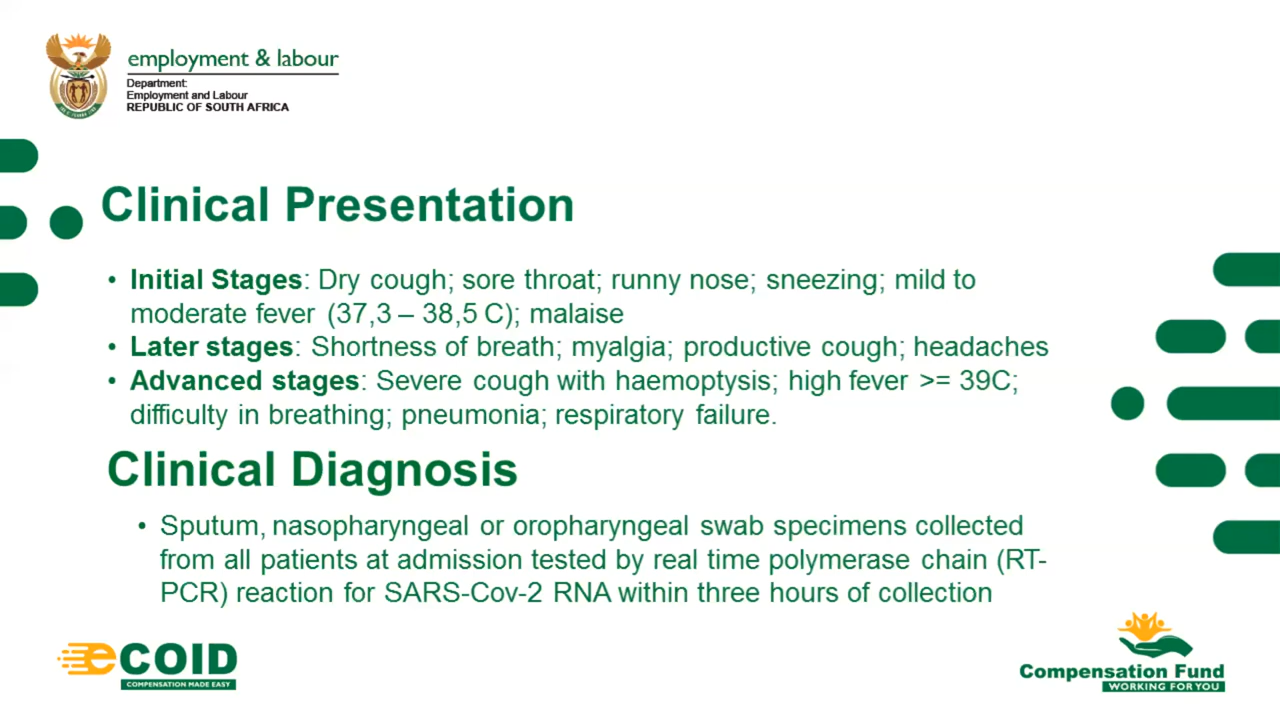 employment & labour
Department:
Employment and Labour
REPUBLIC OF SOUTH AFRICA
Clinical Presentation
• Initial Stages: Dry cough; sore throat; runny nose; sneezing; mild to
moderate fever (37,3 – 38,5 C); malaise
• Later stages: Shortness of breath; myalgia; productive cough; headaches
• Advanced stages: Severe cough with haemoptysis; high fever >= 39C;
difficulty in breathing; pneumonia; respiratory failure.
Clinical Diagnosis
• Sputum, nasopharyngeal or oropharyngeal swab specimens collected
from all patients at admission tested by real time polymerase chain (RT-
PCR) reaction for SARS-Cov-2 RNA within three hours of collection
eCOID
COMPENSATION MADE EASY
Compensation Fund
WORKING FOR YOU